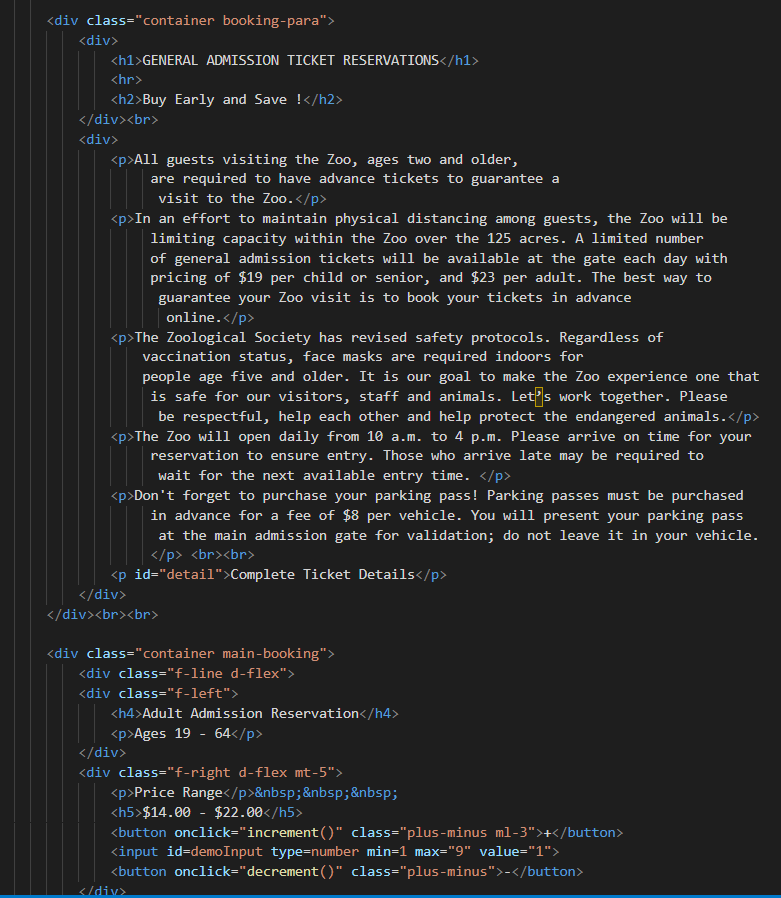 <div class="container booking-para">
<div>
<h1>GENERAL ADMISSION TICKET RESERVATIONS</h1>
<hr>
<h2>Buy Early and Save !</h2>
</div><br>
<div>
<p>All guests visiting the Zoo, ages two and older,
are required to have advance tickets to guarantee a
visit to the Zoo.</p>
<p>In an effort to maintain physical distancing among guests, the Zoo will be
limiting capacity within the Zoo over the 125 acres. A limited number
of general admission tickets will be available at the gate each day with
pricing of $19 per child or senior, and $23 per adult. The best way to
guarantee your Zoo visit is to book your tickets in advance
online.</p>
<p>The Zoological Society has revised safety protocols. Regardless of
vaccination status, face masks are required indoors for
people age five and older. It is our goal to make the Zoo experience one that
is safe for our visitors, staff and animals. Let’s work together. Please
be respectful, help each other and help protect the endangered animals.</p>
<p>The Zoo will open daily from 10 a.m. to 4 p.m. Please arrive on time for your
reservation to ensure entry. Those who arrive late may be required to
wait for the next available entry time. </p>
<p>Don't forget to purchase your parking pass! Parking passes must be purchased
in advance for a fee of $8 per vehicle. You will present your parking pass
at the main admission gate for validation; do not leave it in your vehicle.
</p> <br><br>
<p id="detail">Complete Ticket Details</p>
</div>
</div><br><br>
<div class="container main-booking">
<div class="f-line d-flex">
<div class="f-left">
<h4>Adult Admission Reservation</h4>
<p>Ages 19 - 64</p>
</div>
<div class="f-right d-flex mt-5">
<p>Price Range</p>&nbsp;&nbsp;&nbsp;
<h5>$14.00 - $22.00</h5>
<button onclick="increment()" class="plus-minus ml-3">+</button>
<input id=demoInput type=number min=1 max="9" value="1">
<button onclick="decrement()" class="plus-minus">-</button>
</div>